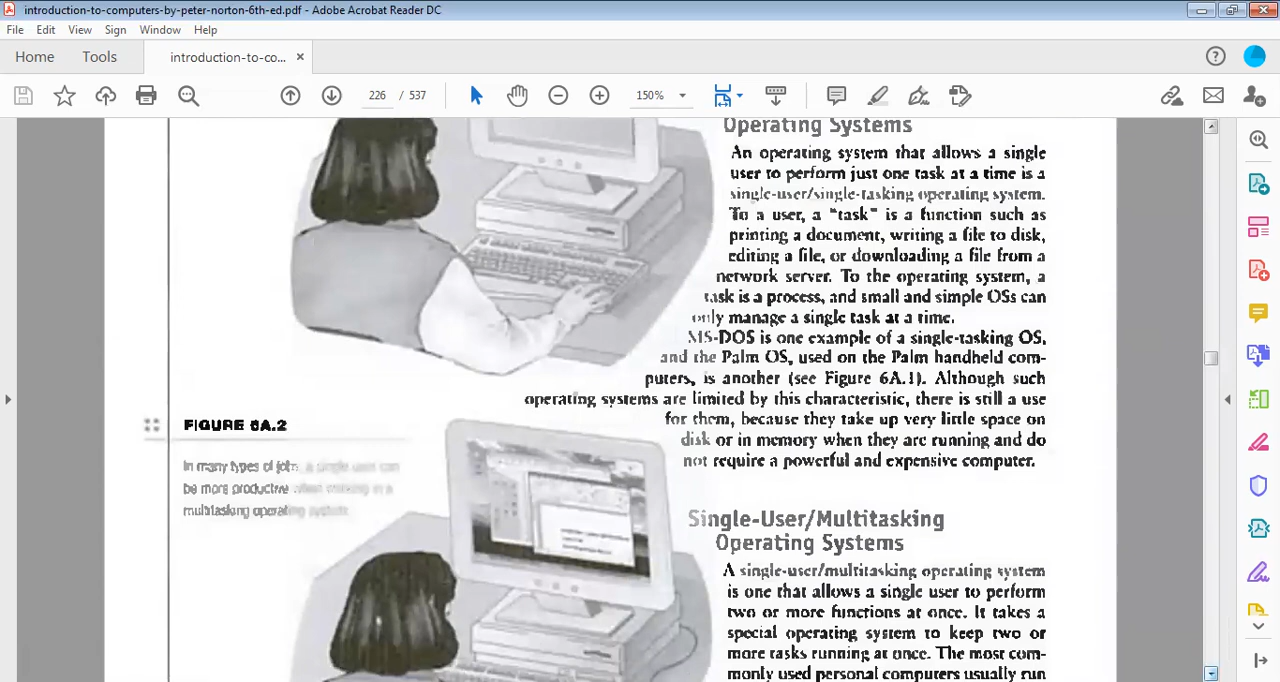 introduction-to-computers-by-peter-norton-6th-ed.pdf - Adobe Acrobat Reader DC
File Edit View Sign Window Help
Home Tools introduction-to-co... ×
226 / 537 150%
Operating Systems
An operating system that allows a single
user to perform just one task at a time is a
single-user/single-tasking operating system.
To a user, a "task" is a function such as
printing a document, writing a file to disk,
editing a file, or downloading a file from a
network server. To the operating system, a
task is a process, and small and simple OSs can
only manage a single task at a time.
MS-DOS is one example of a single-tasking OS,
and the Palm OS, used on the Palm handheld com-
puters, is another (see Figure 6A.1). Although such
operating systems are limited by this characteristic, there is still a use
for them, because they take up very little space on
disk or in memory when they are running and do
not require a powerful and expensive computer.
FIGURE 6A.2
In many types of jobs, a single user can
be more productive when working in a
multitasking operating system.
Single-User/Multitasking
Operating Systems
A single-user/multitasking operating system
is one that allows a single user to perform
two or more functions at once. It takes a
special operating system to keep two or
more tasks running at once. The most com-
monly used personal computers usually run